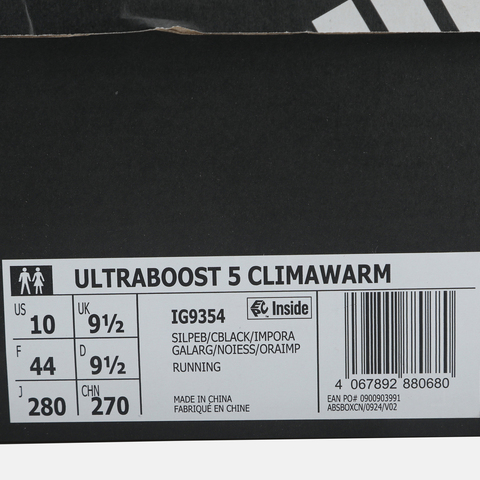 ULTRABOOST 5 CLIMAWARM
US 10 UK 9½
F 44 D 9½
J 280 CHN 270
IG9354
Inside
SILPEB/CBLACK/IMPORA
GALARG/NOIESS/ORAIMP
RUNNING
MADE IN CHINA
FABRIQUÉ EN CHINE
4 067892 880680
EAN PO# 0900903991
ABSBOXCN/0924/V02